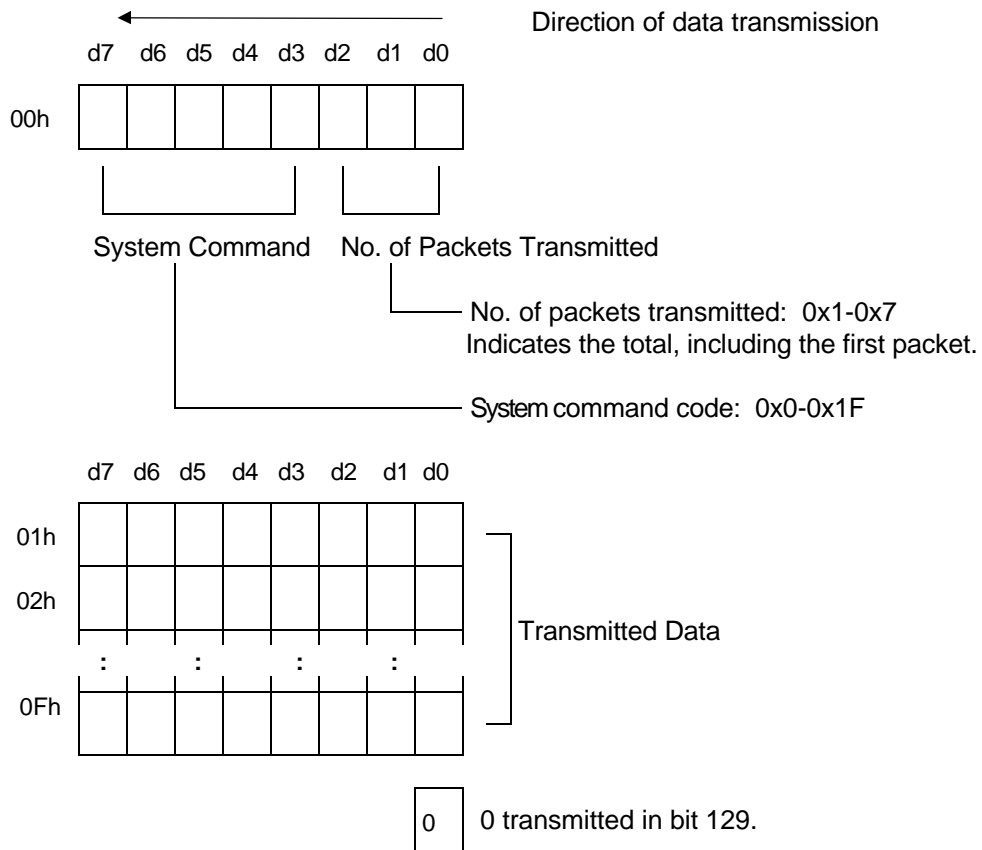 Direction of data transmission
d7 d6 d5 d4 d3 d2 d1 d0
00h
System Command No. of Packets Transmitted
No. of packets transmitted: 0x1-0x7
Indicates the total, including the first packet.
System command code: 0x0-0x1F
d7 d6 d5 d4 d3 d2 d1 d0
01h
02h
Transmitted Data
: : : :
0Fh
0 0 transmitted in bit 129.